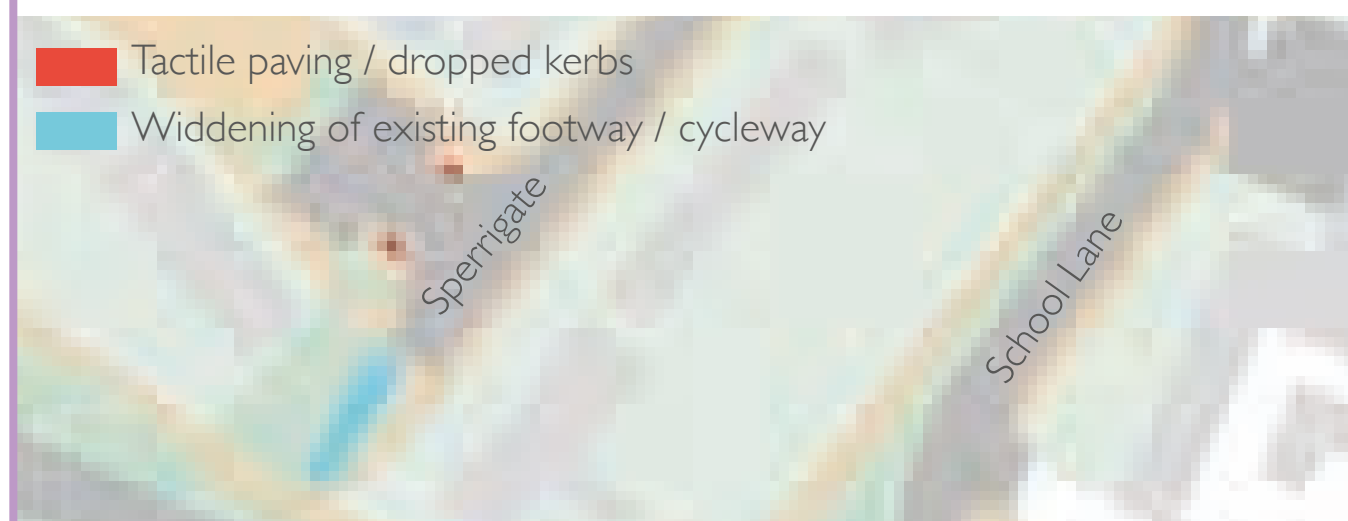 Tactile paving / dropped kerbs
Widdening of existing footway / cycleway
Sperrigate
School Lane